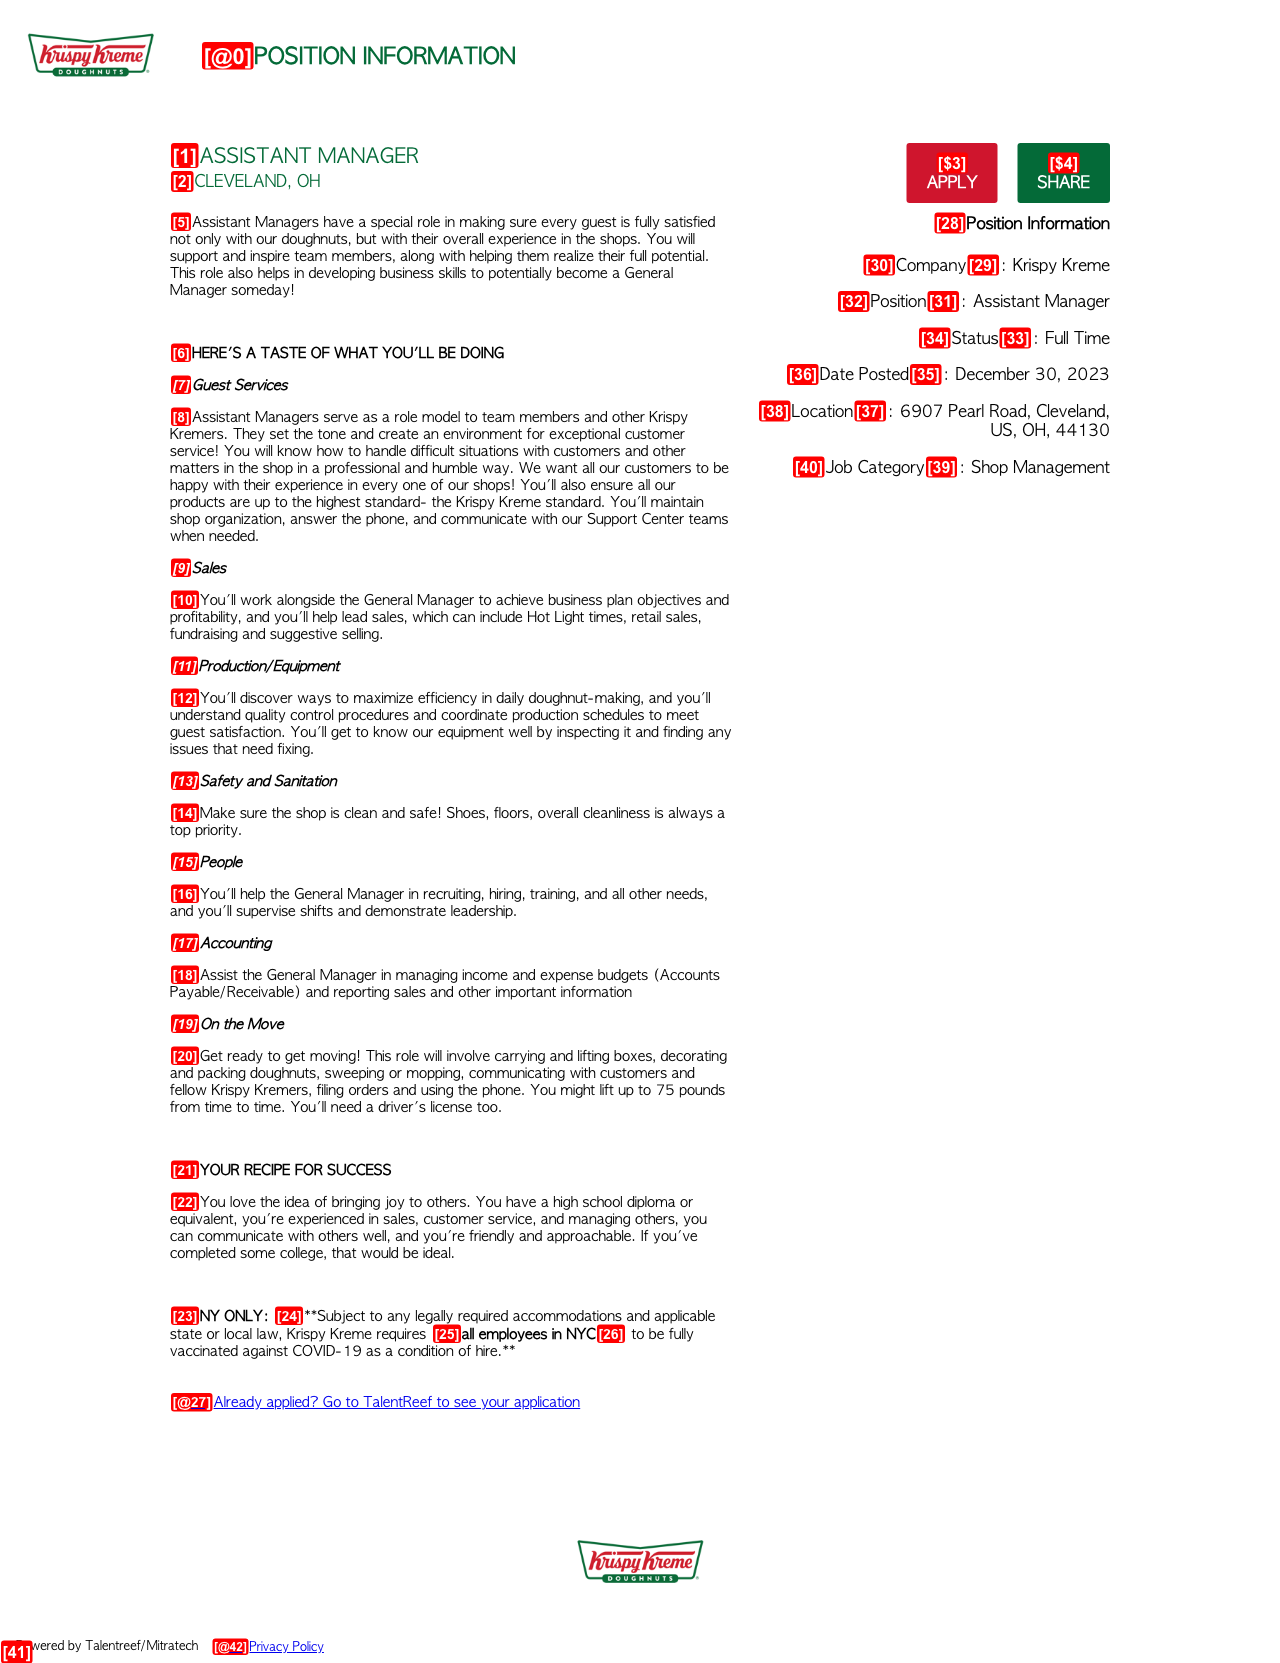 Krispy Kreme
DOUGHNUTS
[@0]POSITION INFORMATION
[1]ASSISTANT MANAGER
[2]CLEVELAND, OH
[$3]
APPLY
[$4]
SHARE
[5]Assistant Managers have a special role in making sure every guest is fully satisfied
not only with our doughnuts, but with their overall experience in the shops. You will
support and inspire team members, along with helping them realize their full potential.
This role also helps in developing business skills to potentially become a General
Manager someday!
[6]HERE'S A TASTE OF WHAT YOU'LL BE DOING
[7]Guest Services
[8]Assistant Managers serve as a role model to team members and other Krispy
Kremers. They set the tone and create an environment for exceptional customer
service! You will know how to handle difficult situations with customers and other
matters in the shop in a professional and humble way. We want all our customers to be
happy with their experience in every one of our shops! You'll also ensure all our
products are up to the highest standard- the Krispy Kreme standard. You'll maintain
shop organization, answer the phone, and communicate with our Support Center teams
when needed.
[9]Sales
[10]You'll work alongside the General Manager to achieve business plan objectives and
profitability, and you'll help lead sales, which can include Hot Light times, retail sales,
fundraising and suggestive selling.
[11]Production/Equipment
[12]You'll discover ways to maximize efficiency in daily doughnut-making, and you'll
understand quality control procedures and coordinate production schedules to meet
guest satisfaction. You'll get to know our equipment well by inspecting it and finding any
issues that need fixing.
[13]Safety and Sanitation
[14]Make sure the shop is clean and safe! Shoes, floors, overall cleanliness is always a
top priority.
[15]People
[16]You'll help the General Manager in recruiting, hiring, training, and all other needs,
and you'll supervise shifts and demonstrate leadership.
[17]Accounting
[18]Assist the General Manager in managing income and expense budgets (Accounts
Payable/Receivable) and reporting sales and other important information
[19]On the Move
[20]Get ready to get moving! This role will involve carrying and lifting boxes, decorating
and packing doughnuts, sweeping or mopping, communicating with customers and
fellow Krispy Kremers, filing orders and using the phone. You might lift up to 75 pounds
from time to time. You'll need a driver's license too.
[21]YOUR RECIPE FOR SUCCESS
[22]You love the idea of bringing joy to others. You have a high school diploma or
equivalent, you're experienced in sales, customer service, and managing others, you
can communicate with others well, and you're friendly and approachable. If you've
completed some college, that would be ideal.
[23]NY ONLY: [24]**Subject to any legally required accommodations and applicable
state or local law, Krispy Kreme requires [25]all employees in NYC[26] to be fully
vaccinated against COVID-19 as a condition of hire.**
[@27]Already applied? Go to TalentReef to see your application
[28]Position Information
[30]Company[29]: Krispy Kreme
[32]Position[31]: Assistant Manager
[34]Status[33]: Full Time
[36]Date Posted[35]: December 30, 2023
[38]Location[37]: 6907 Pearl Road, Cleveland,
US, OH, 44130
[40]Job Category[39]: Shop Management
Krispy Kreme
DOUGHNUTS
[41]Powered by Talentreef/Mitratech [@42]Privacy Policy